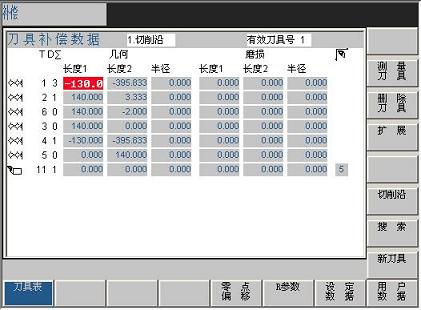 补偿
刀具补偿数据 1.切削沿 有效刀具号 1
T D∑ 几何 磨损
长度1 长度2 半径 长度1 长度2 半径
1 3 -130.0 -395.833 0.000 0.000 0.000 0.000
2 1 140.000 3.333 0.000 0.000 0.000 0.000
6 0 140.000 -2.000 0.000 0.000 0.000 0.000
3 0 140.000 0.000 0.000 0.000 0.000 0.000
4 1 -130.000 -395.833 0.000 0.000 0.000 0.000
5 0 0.000 140.000 0.000 0.000 0.000 0.000
11 1 0.000 0.000 0.000 0.000 0.000 0.000 5
测量刀具
删除刀具
扩展
切削沿
搜索
新刀具
刀具表 零点偏移 R参数 设定数据 用户数据